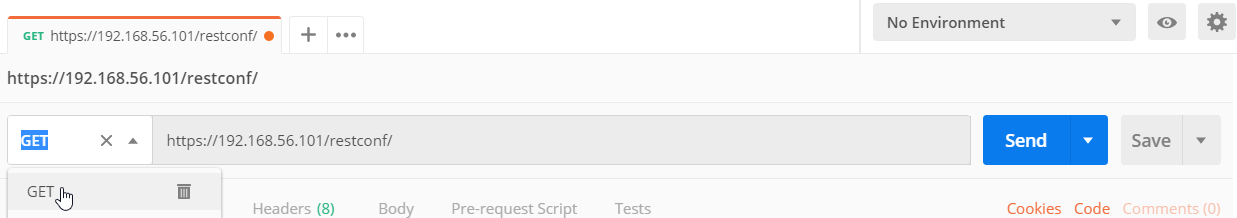 GET https://192.168.56.101/restconf/
No Environment
https://192.168.56.101/restconf/
GET https://192.168.56.101/restconf/ Send Save
GET
Headers (8) Body Pre-request Script Tests Cookies Code Comments (0)